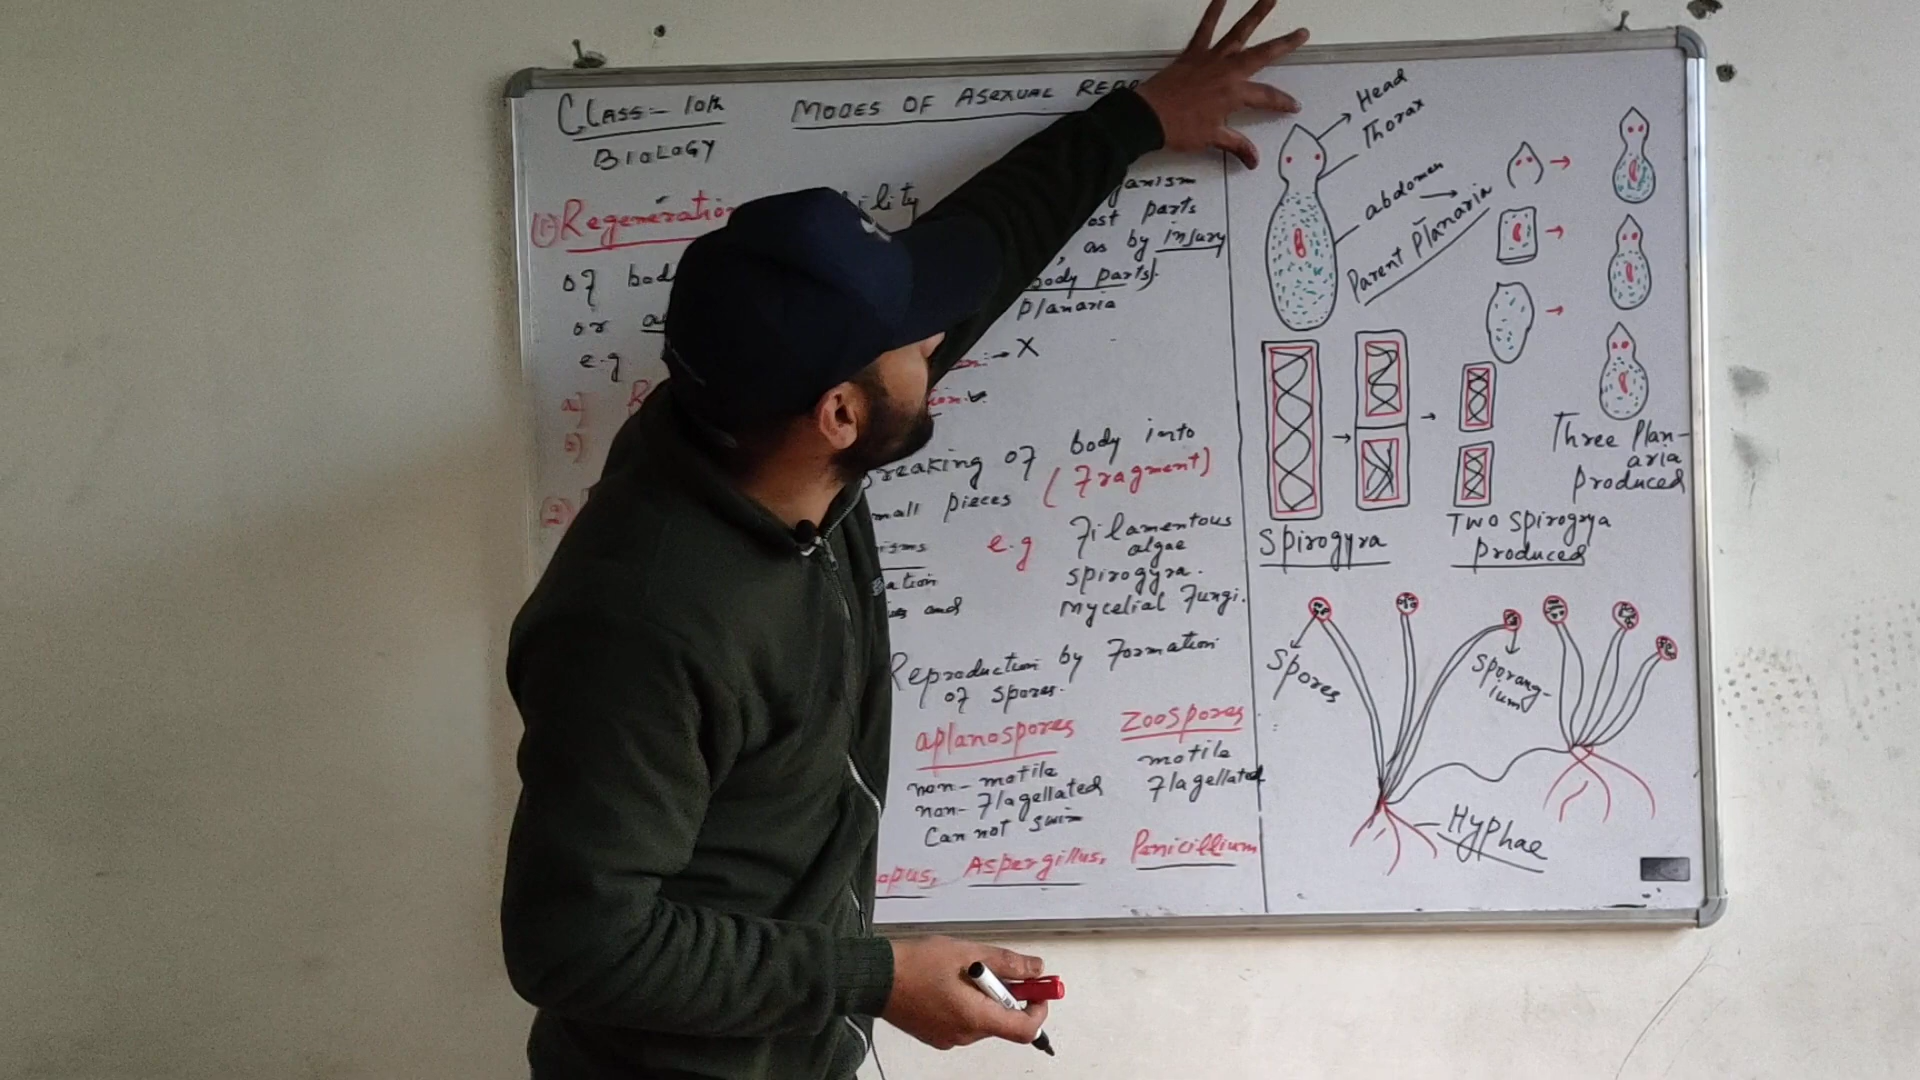 Class:- 10th
Biology
Modes of Asexual
1) Regeneration
ility
anism
ost parts
of bod
as by injury
or
body parts).
e.g
Planaria
a) R
X
b)
2)
reaking of body into
mall pieces (Fragment)
isms
e.g Filamentous
algae
ation
spirogyra.
and
Mycelial Fungi.
Reproduction by Formation
of spores.
aplanospores
non-motile
non-flagellated
Can not swim
zoospores
motile
flagellated
opus, Aspergillus, Penicillium
Head
Thorax
abdomen
Parent Planaria
Three Plan-
aria
Produced
Spirogyra
Two Spirogrya
Produced
Spores
Sporang-
ium
Hyphae